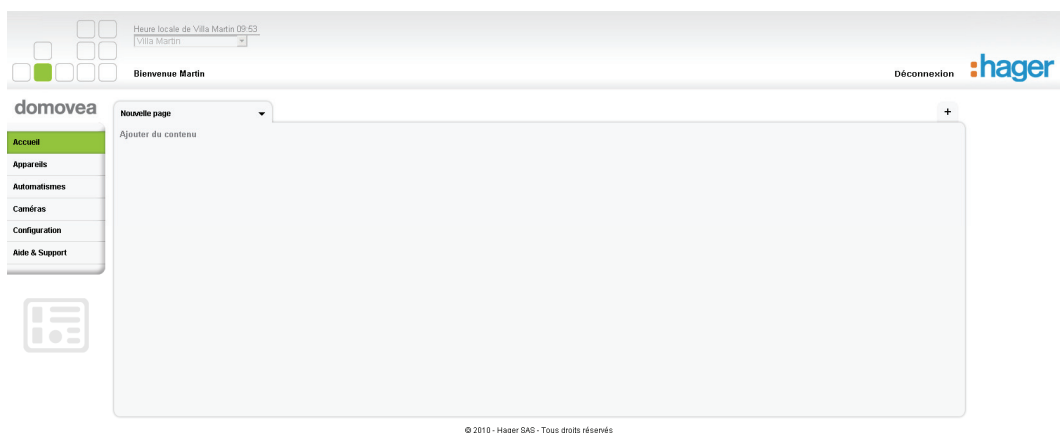 Heure locale de Villa Martin 09:53
Villa Martin
Bienvenue Martin
Déconnexion
:hager
domovea
Nouvelle page
+
Ajouter du contenu
Accueil
Appareils
Automatismes
Caméras
Configuration
Aide & Support
© 2010 - Hager SAS - Tous droits réservés